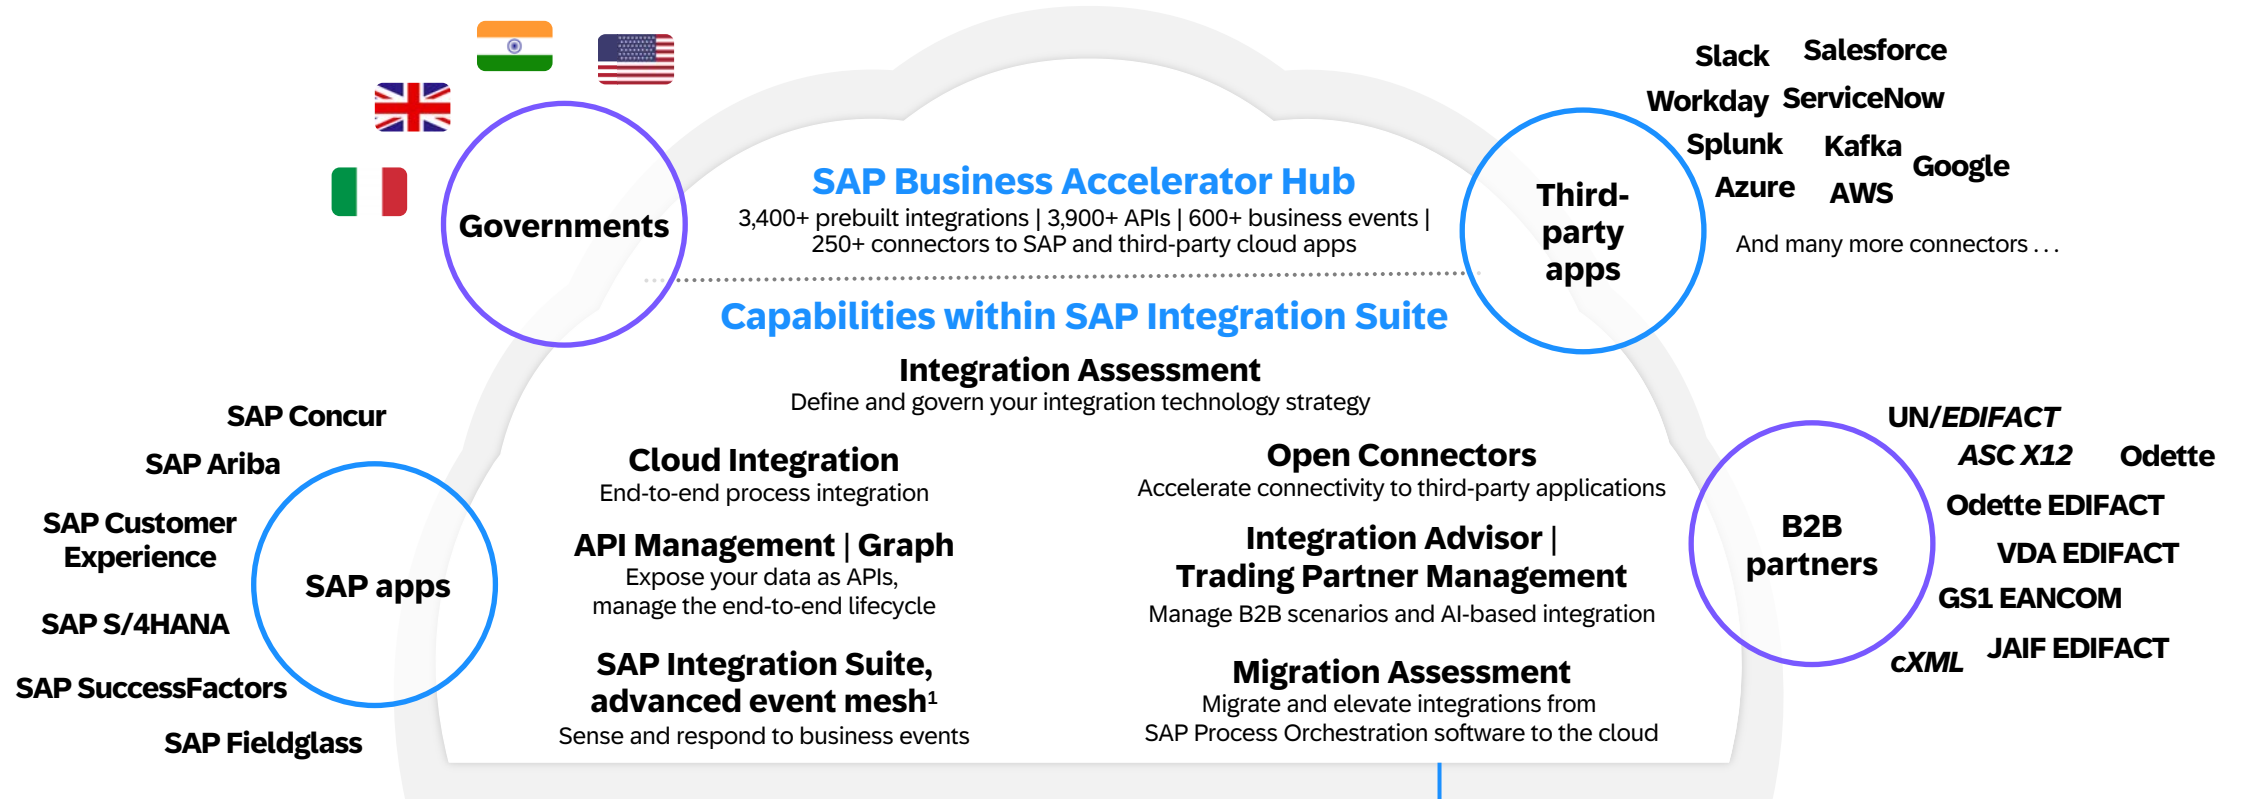 Governments
SAP Business Accelerator Hub
3,400+ prebuilt integrations | 3,900+ APIs | 600+ business events |
250+ connectors to SAP and third-party cloud apps
Third-
party
apps
Slack Salesforce
Workday ServiceNow
Splunk Kafka
Google
Azure AWS
And many more connectors ...
Capabilities within SAP Integration Suite
Integration Assessment
Define and govern your integration technology strategy
SAP Concur
SAP Ariba
SAP Customer
Experience
SAP S/4HANA
SAP SuccessFactors
SAP Fieldglass
SAP apps
Cloud Integration
End-to-end process integration
API Management | Graph
Expose your data as APIs,
manage the end-to-end lifecycle
SAP Integration Suite,
advanced event mesh¹
Sense and respond to business events
Open Connectors
Accelerate connectivity to third-party applications
Integration Advisor |
Trading Partner Management
Manage B2B scenarios and AI-based integration
Migration Assessment
Migrate and elevate integrations from
SAP Process Orchestration software to the cloud
B2B
partners
UN/EDIFACT
ASC X12 Odette
Odette EDIFACT
VDA EDIFACT
GS1 EANCOM
JAIF EDIFACT
cXML